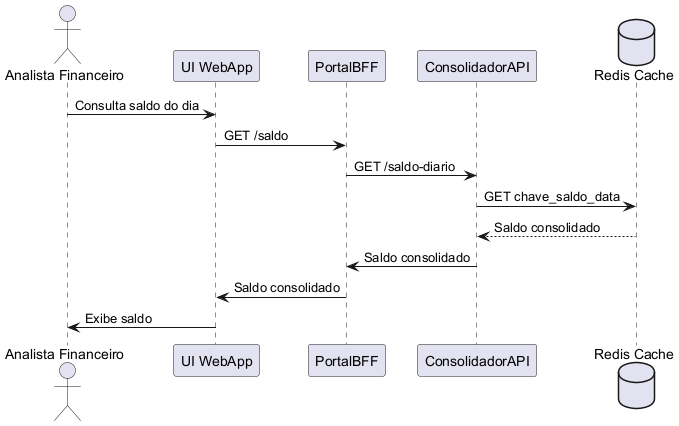 Analista Financeiro
UI WebApp
PortalBFF
ConsolidadorAPI
Redis Cache
Consulta saldo do dia
GET /saldo
GET /saldo-diario
GET chave_saldo_data
Saldo consolidado
Saldo consolidado
Saldo consolidado
Exibe saldo
Analista Financeiro
UI WebApp
PortalBFF
ConsolidadorAPI
Redis Cache